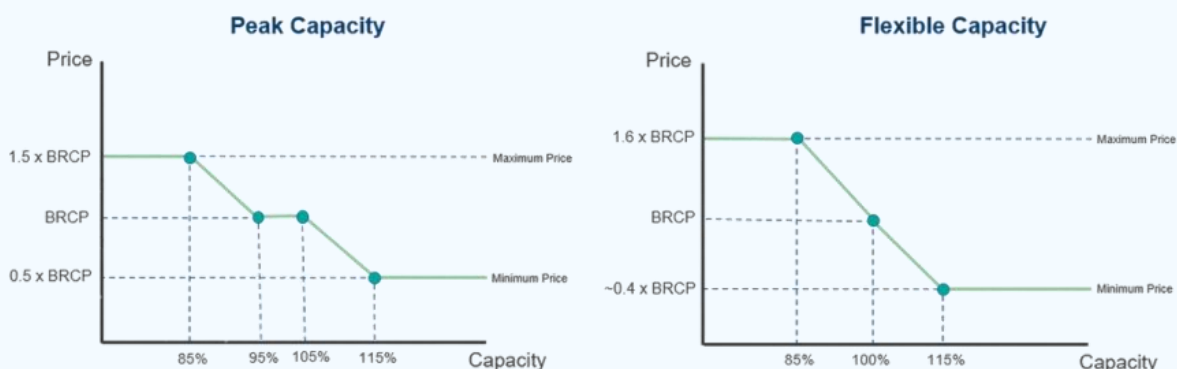 Peak Capacity
Price
1.5 x BRCP
Maximum Price
BRCP
0.5 x BRCP
Minimum Price
85%
95%
105%
115%
Capacity
Flexible Capacity
Price
1.6 x BRCP
Maximum Price
BRCP
~0.4 x BRCP
Minimum Price
85%
100%
115%
Capacity